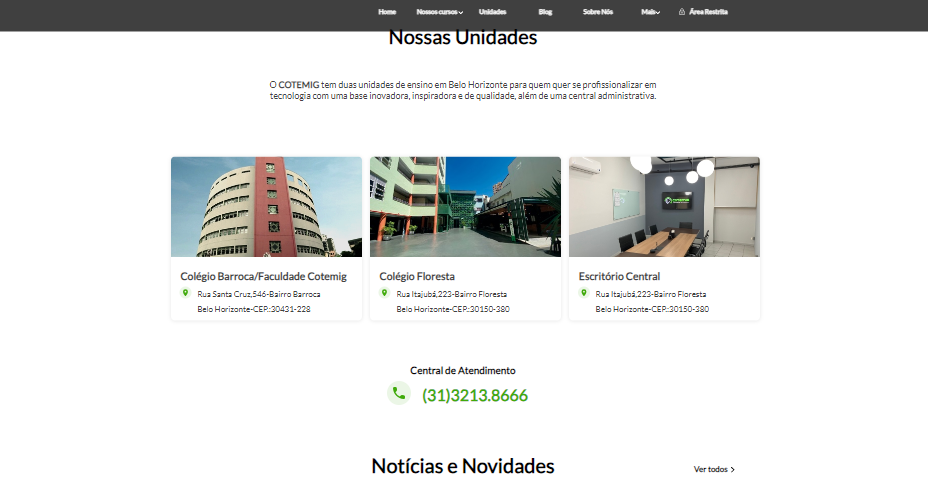 Home Nossos cursos Unidades Blog Sobre Nós Mais Área Restrita
Nossas Unidades
O COTEMIG tem duas unidades de ensino em Belo Horizonte para quem quer se profissionalizar em
tecnologia com uma base inovadora, inspiradora e de qualidade, além de uma central administrativa.
Colégio Barroca/Faculdade Cotemig
Rua Santa Cruz,546-Bairro Barroca
Belo Horizonte-CEP.:30431-228
Colégio Floresta
Rua Itajubá,223-Bairro Floresta
Belo Horizonte-CEP.:30150-380
Escritório Central
Rua Itajubá,223-Bairro Floresta
Belo Horizonte-CEP.:30150-380
Central de Atendimento
(31)3213.8666
Notícias e Novidades
Ver todos